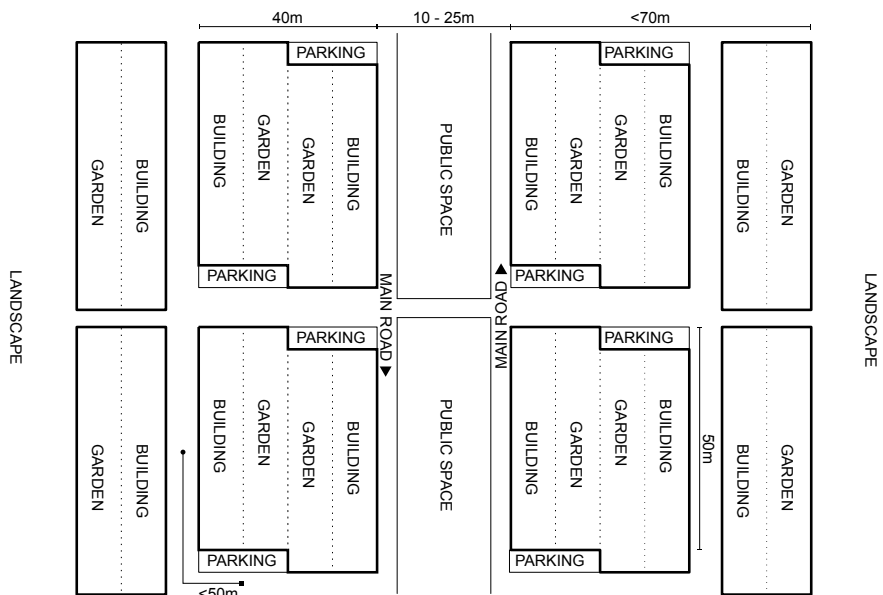 40m
10 - 25m
<70m
PARKING
PARKING
GARDEN
BUILDING
BUILDING
GARDEN
GARDEN
BUILDING
PUBLIC SPACE
BUILDING
GARDEN
GARDEN
BUILDING
BUILDING
GARDEN
PARKING
PARKING
LANDSCAPE
MAIN ROAD
MAIN ROAD
LANDSCAPE
PARKING
PARKING
GARDEN
BUILDING
BUILDING
GARDEN
GARDEN
BUILDING
PUBLIC SPACE
BUILDING
GARDEN
GARDEN
BUILDING
50m
BUILDING
GARDEN
PARKING
PARKING
<50m